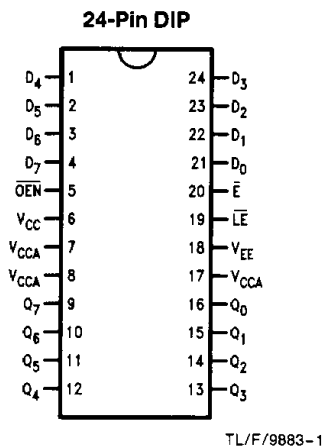 24-Pin DIP
D4 1 24 D3
D5 2 23 D2
D6 3 22 D1
D7 4 21 D0
O̅E̅N̅ 5 20 E̅
VCC 6 19 L̅E̅
VCCA 7 18 VEE
VCCA 8 17 VCCA
Q7 9 16 Q0
Q6 10 15 Q1
Q5 11 14 Q2
Q4 12 13 Q3
TL/F/9883-1